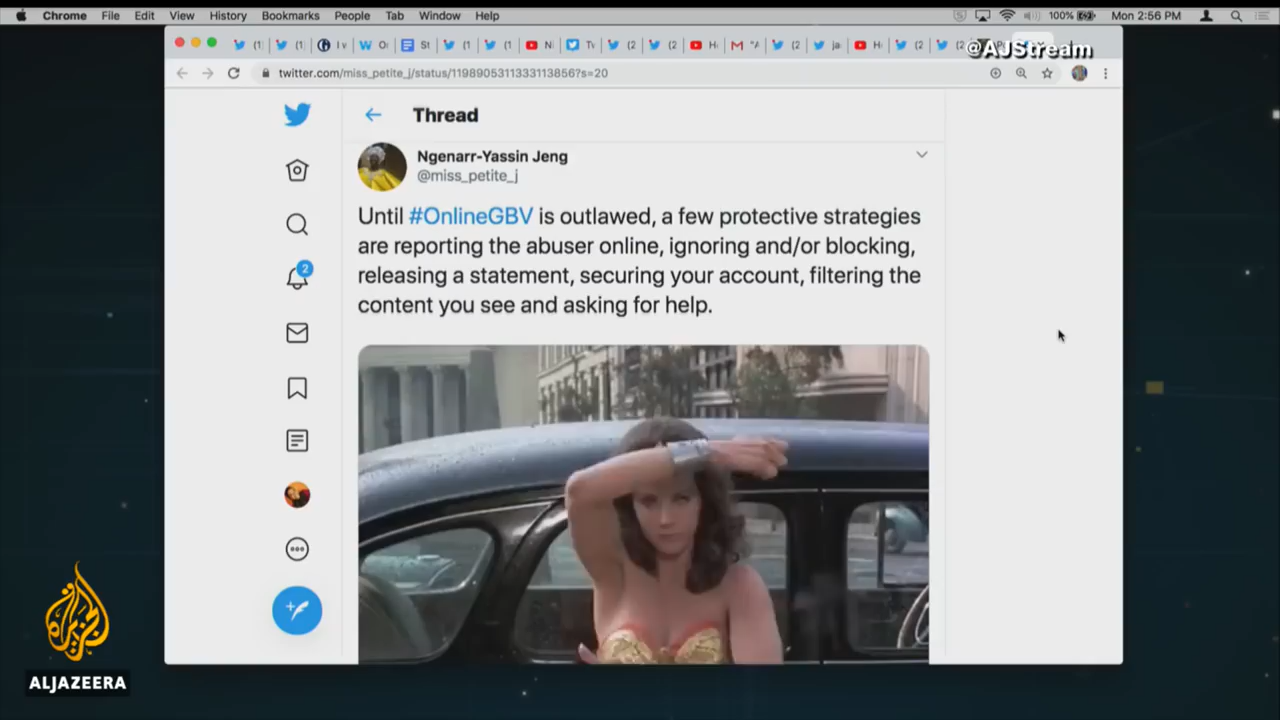 Chrome File Edit View History Bookmarks People Tab Window Help 100% Mon 2:56 PM
@AJStream
twitter.com/miss_petite_j/status/1198905311333113856?s=20
Thread
Ngenarr-Yassin Jeng
@miss_petite_j
Until #OnlineGBV is outlawed, a few protective strategies
are reporting the abuser online, ignoring and/or blocking,
releasing a statement, securing your account, filtering the
content you see and asking for help.
2
الجزيرة
ALJAZEERA